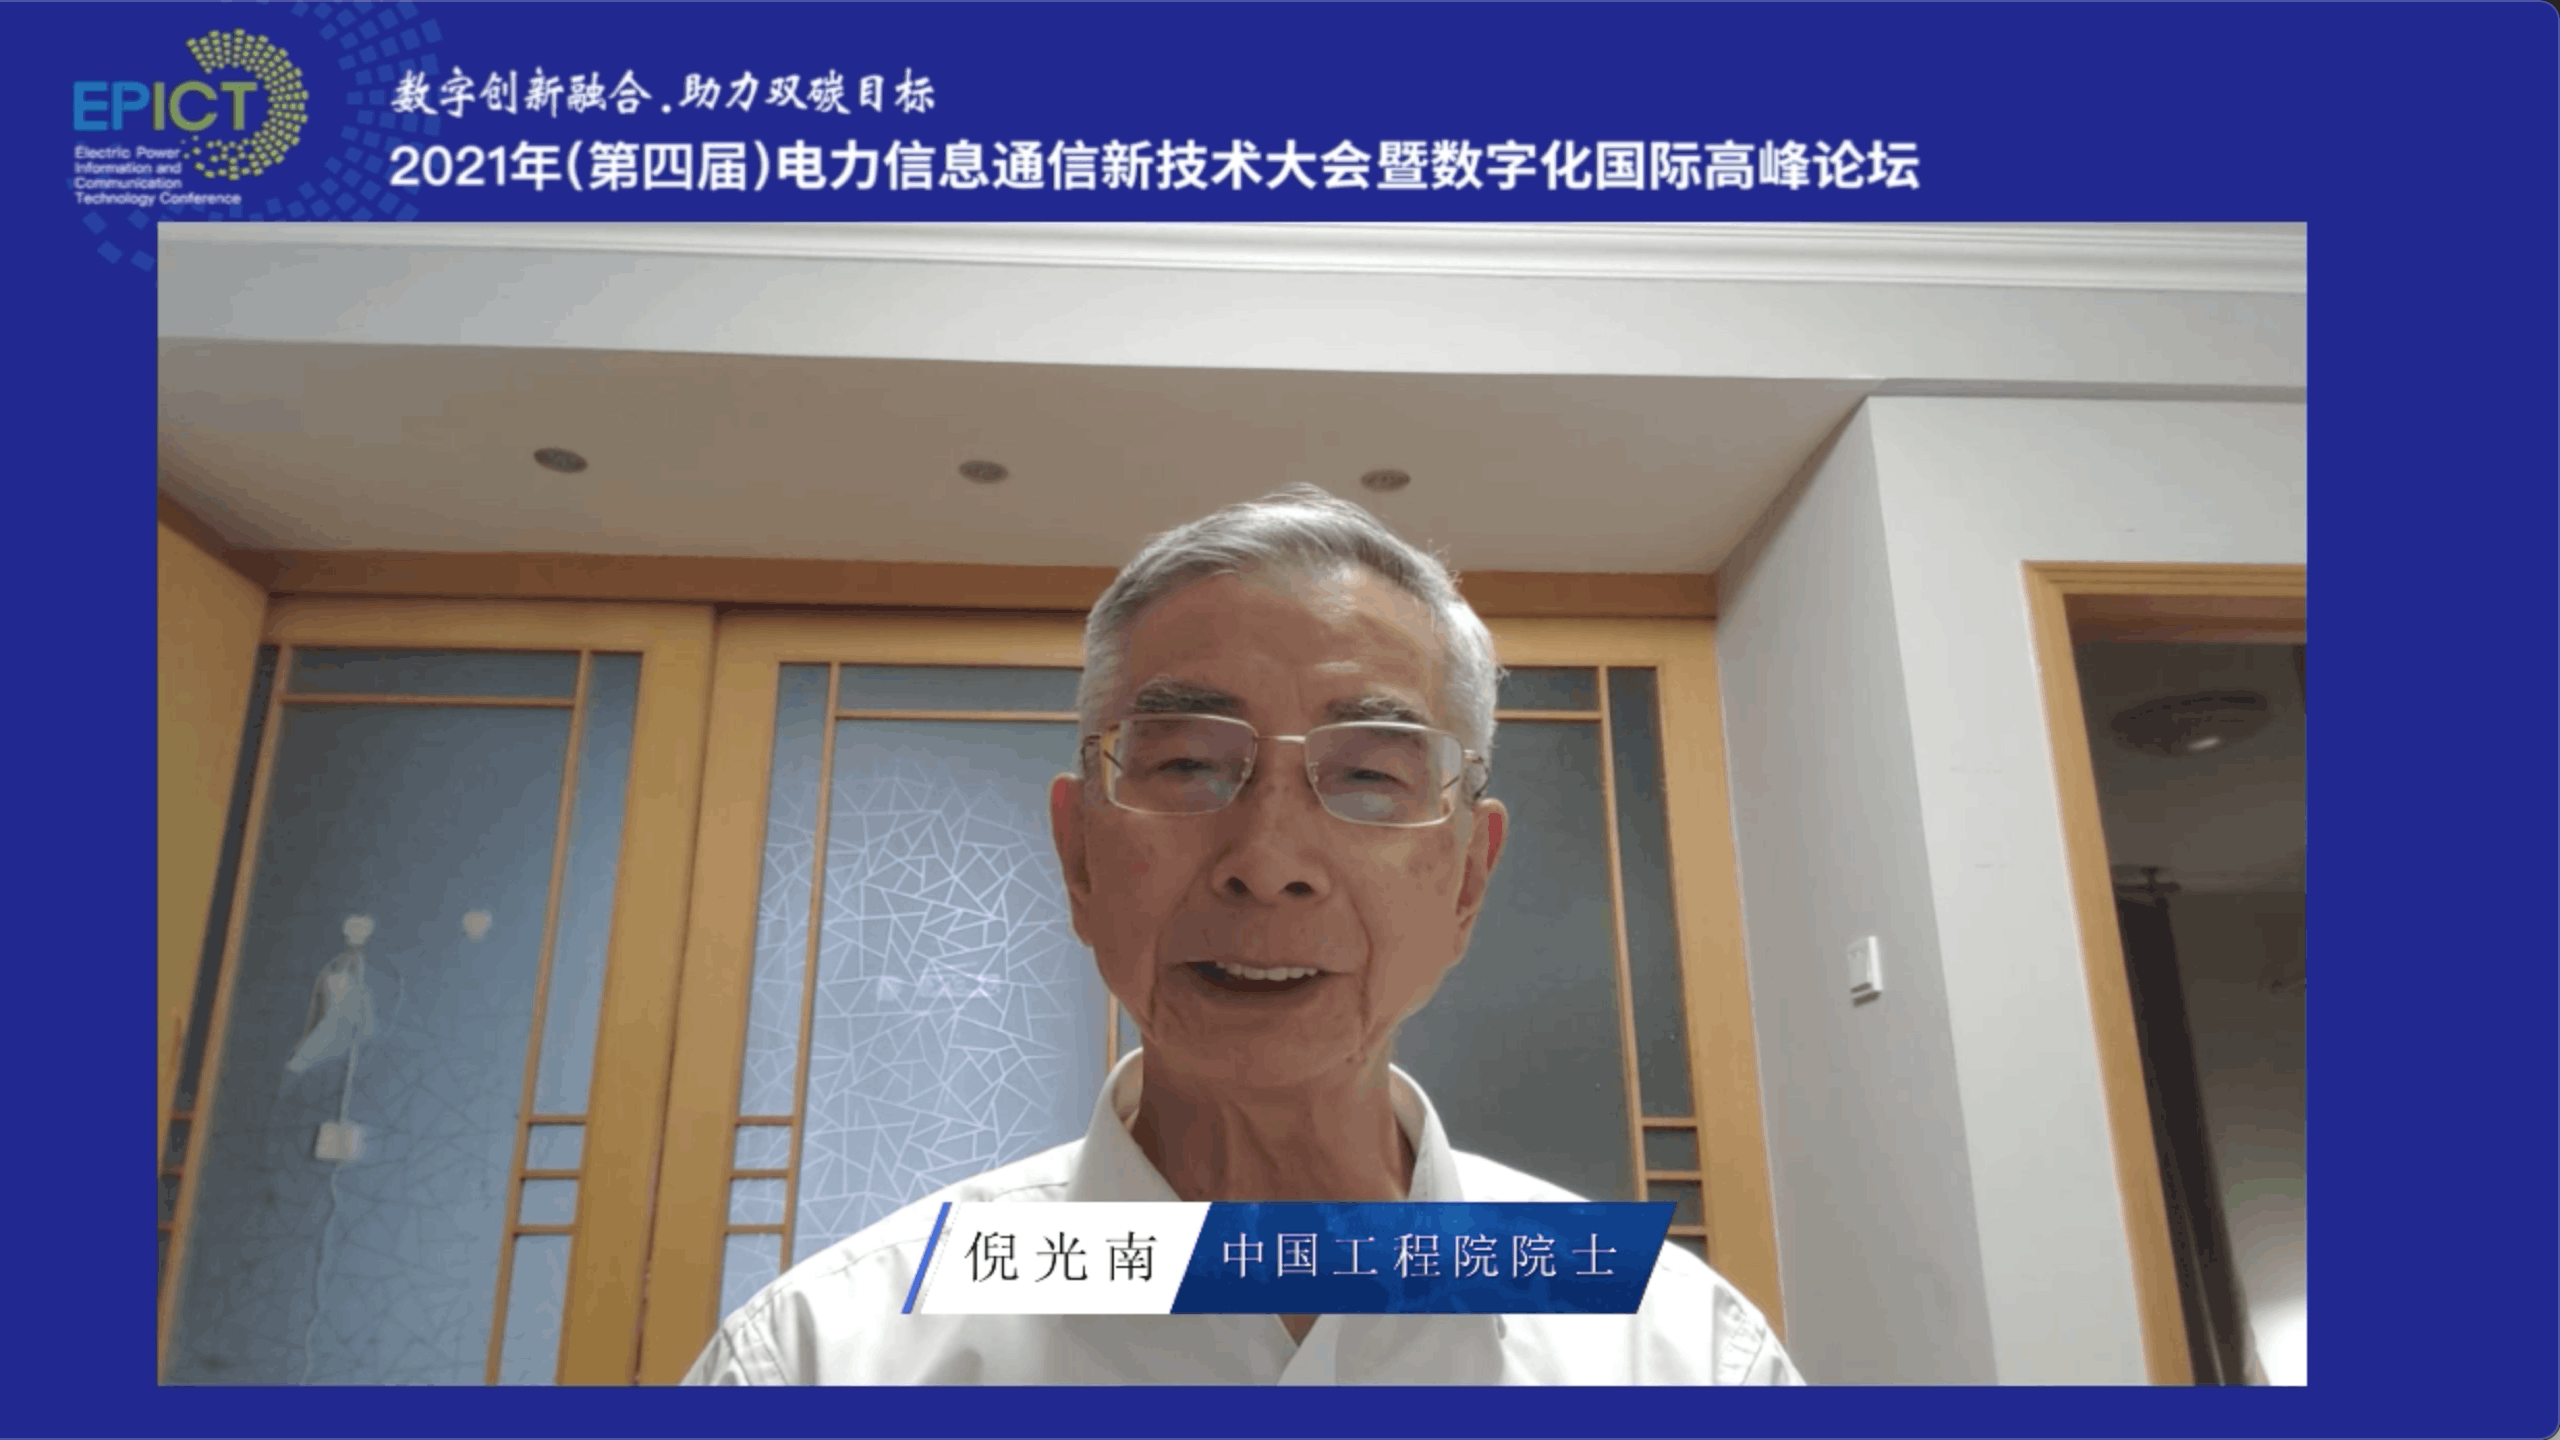 EPICT
Electric Power
Information and
Communication
Technology Conference
数字创新融合.助力双碳目标
2021年(第四届)电力信息通信新技术大会暨数字化国际高峰论坛
倪光南
中国工程院院士